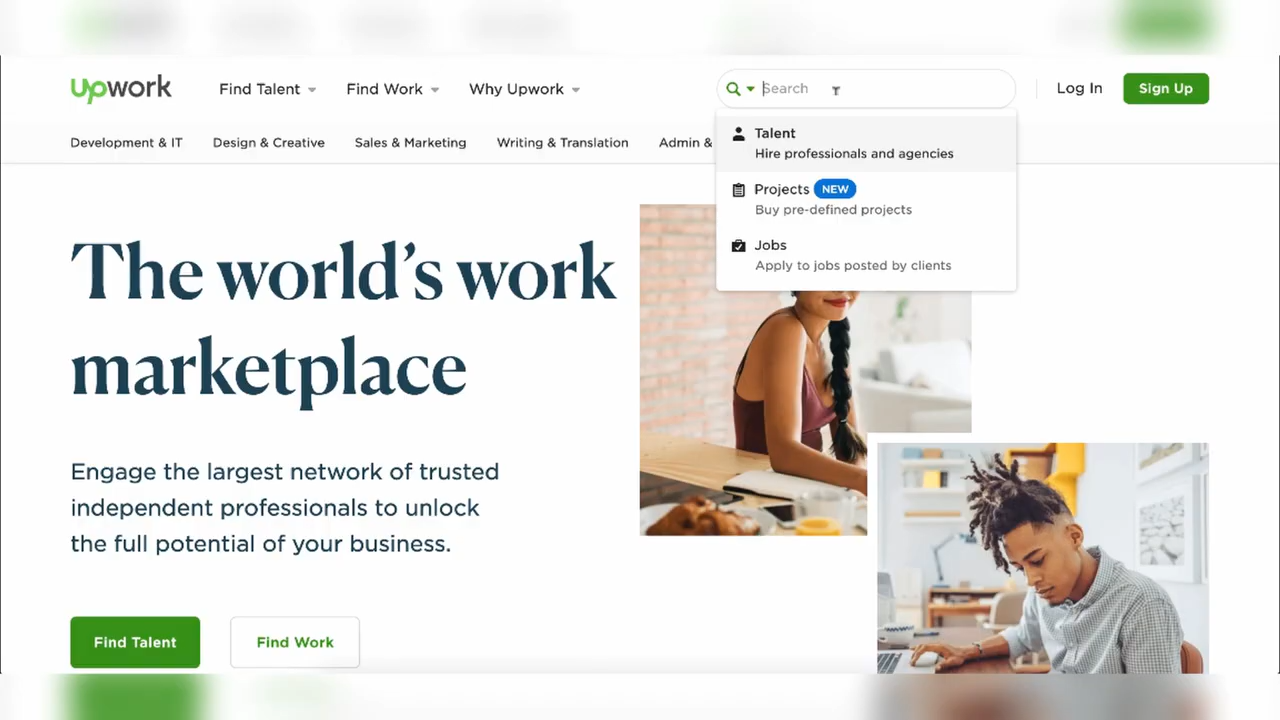 upwork
Find Talent
Find Work
Why Upwork
Search
Log In
Sign Up
Development & IT
Design & Creative
Sales & Marketing
Writing & Translation
Admin &
Talent
Hire professionals and agencies
Projects NEW
Buy pre-defined projects
Jobs
Apply to jobs posted by clients
The world's work
marketplace
Engage the largest network of trusted
independent professionals to unlock
the full potential of your business.
Find Talent
Find Work